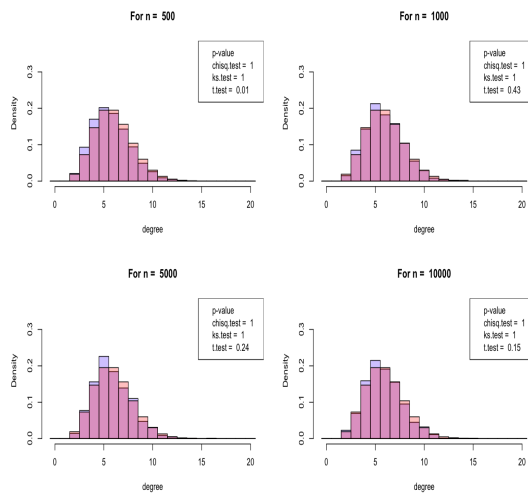 For n = 500
p-value
chisq.test = 1
ks.test = 1
t.test = 0.01
Density
0.0 0.1 0.2 0.3
0 5 10 15 20
degree
For n = 1000
p-value
chisq.test = 1
ks.test = 1
t.test = 0.43
Density
0.0 0.1 0.2 0.3
0 5 10 15 20
degree
For n = 5000
p-value
chisq.test = 1
ks.test = 1
t.test = 0.24
Density
0.0 0.1 0.2 0.3
0 5 10 15 20
degree
For n = 10000
p-value
chisq.test = 1
ks.test = 1
t.test = 0.15
Density
0.0 0.1 0.2 0.3
0 5 10 15 20
degree